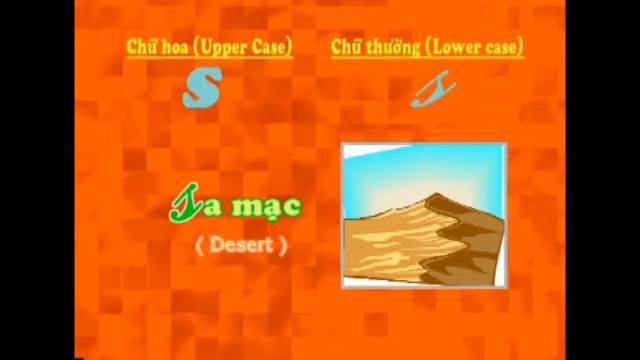 Chữ hoa (Upper Case)
Chữ thường (Lower case)
S
s
sa mạc
( Desert )